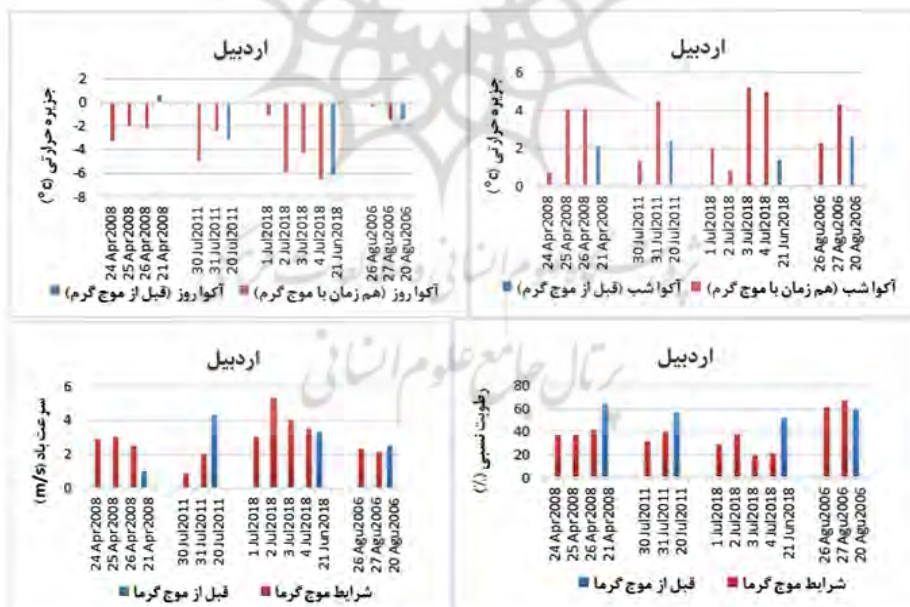 اردبیل
جزیره حرارتی (°c)
2
0
-2
-4
-6
-8
24 Apr2008
25 Apr2008
26 Apr2008
21 Apr2008
30 Jul2011
31 Jul2011
20 Jul2011
1 Jul2018
2 Jul2018
3 Jul2018
4 Jul2018
21 Jun2018
26 Agu2006
27 Agu2006
20 Agu2006
آکوا روز (هم زمان با موج گرم) آکوا روز (قبل از موج گرم)
اردبیل
جزیره حرارتی (°c)
6
4
2
0
24 Apr2008
25 Apr2008
26 Apr2008
21 Apr2008
30 Jul2011
31 Jul2011
20 Jul2011
1 Jul2018
2 Jul2018
3 Jul2018
4 Jul2018
21 Jun2018
26 Agu2006
27 Agu2006
20 Agu2006
آکوا شب (هم زمان با موج گرم) آکوا شب (قبل از موج گرم)
پرتال جامع علوم انسانی
اردبیل
سرعت باد (m/s)
6
4
2
0
24 Apr2008
25 Apr2008
26 Apr2008
21 Apr2008
30 Jul2011
31 Jul2011
20 Jul2011
1 Jul2018
2 Jul2018
3 Jul2018
4 Jul2018
21 Jun2018
26 Agu2006
27 Agu2006
20 Agu2006
شرایط موج گرما قبل از موج گرما
اردبیل
رطوبت نسبی (٪)
80
60
40
20
0
24 Apr2008
25 Apr2008
26 Apr2008
21 Apr2008
30 Jul2011
31 Jul2011
20 Jul2011
1 Jul2018
2 Jul2018
3 Jul2018
4 Jul2018
21 Jun2018
26 Agu2006
27 Agu2006
20 Agu2006
شرایط موج گرما قبل از موج گرما